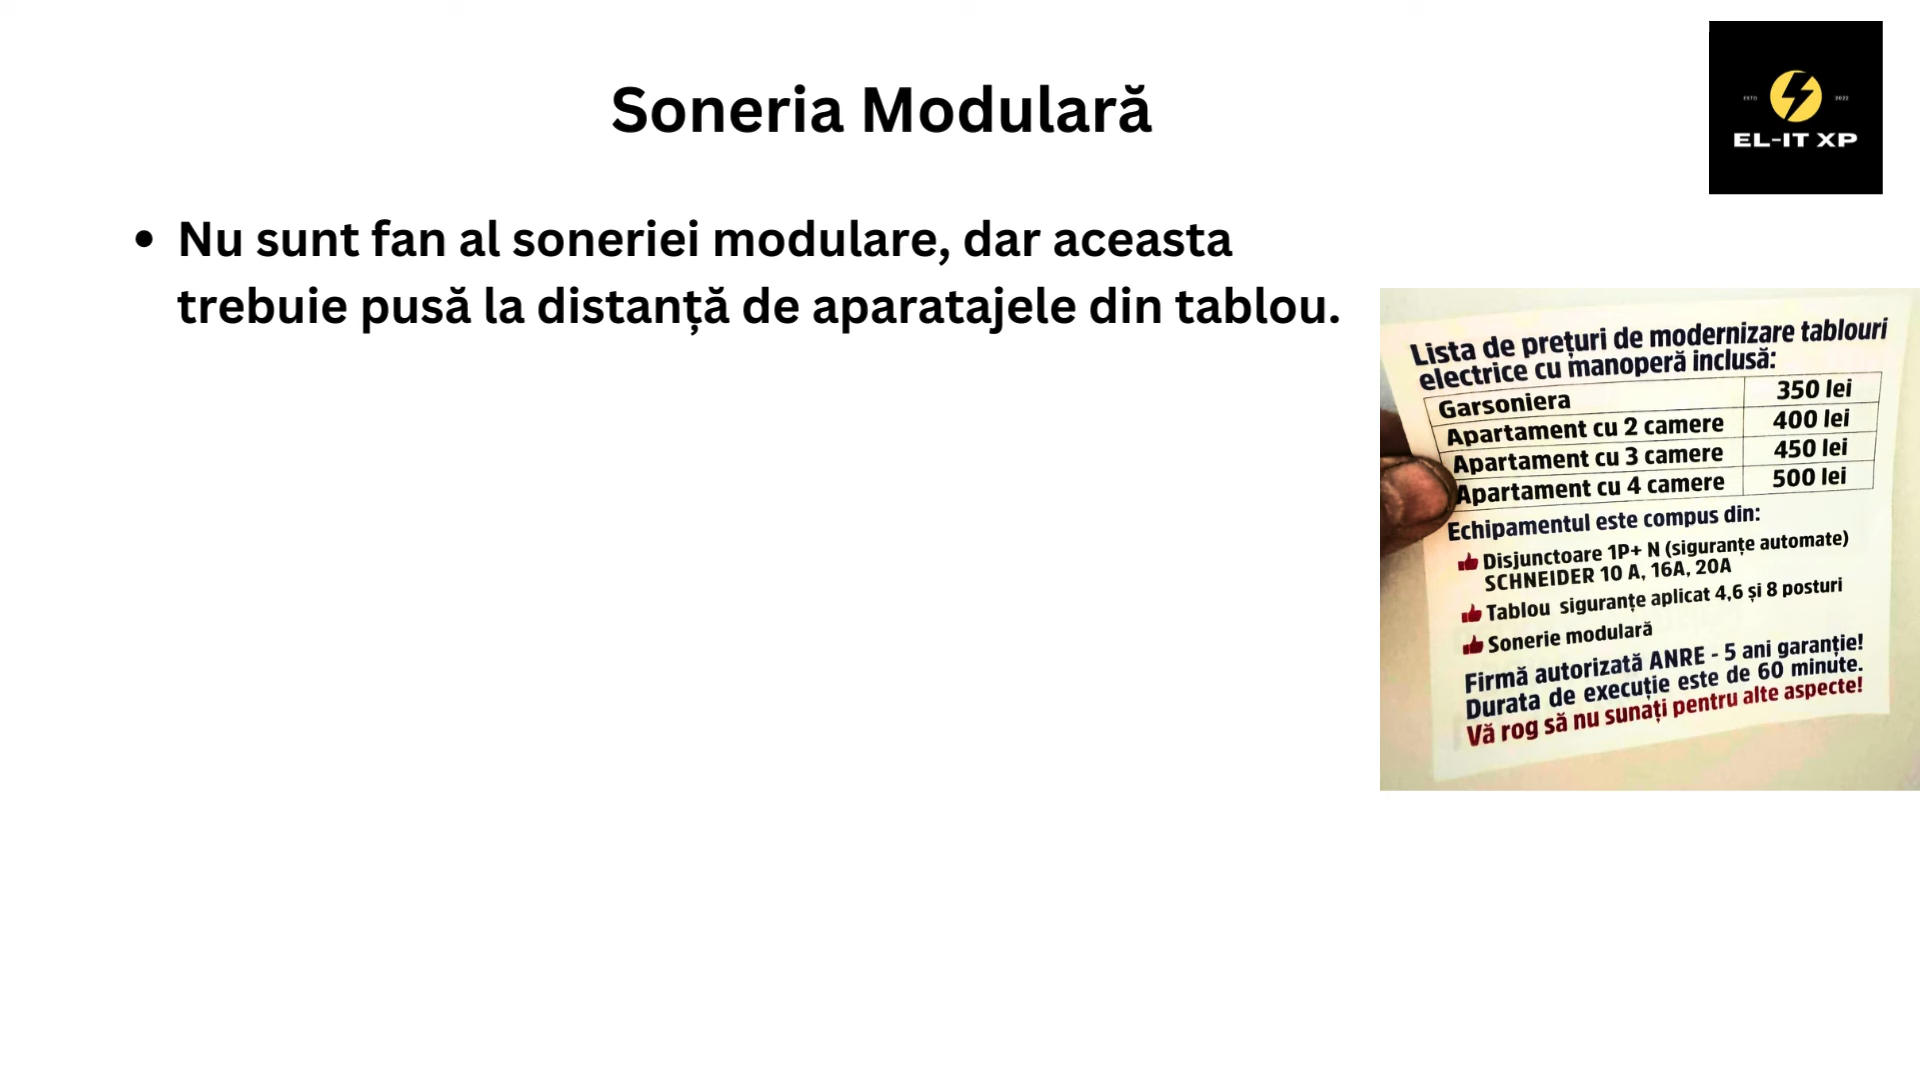 Soneria Modulară
ESTD 2022
EL-IT XP
• Nu sunt fan al soneriei modulare, dar aceasta
trebuie pusă la distanță de aparatajele din tablou.
Lista de prețuri de modernizare tablouri
electrice cu manoperă inclusă:
Garsoniera 350 lei
Apartament cu 2 camere 400 lei
Apartament cu 3 camere 450 lei
Apartament cu 4 camere 500 lei
Echipamentul este compus din:
Disjunctoare 1P+ N (siguranțe automate)
SCHNEIDER 10 A, 16A, 20A
Tablou siguranțe aplicat 4,6 și 8 posturi
Sonerie modulară
Firmă autorizată ANRE - 5 ani garanție!
Durata de execuție este de 60 minute.
Vă rog să nu sunați pentru alte aspecte!